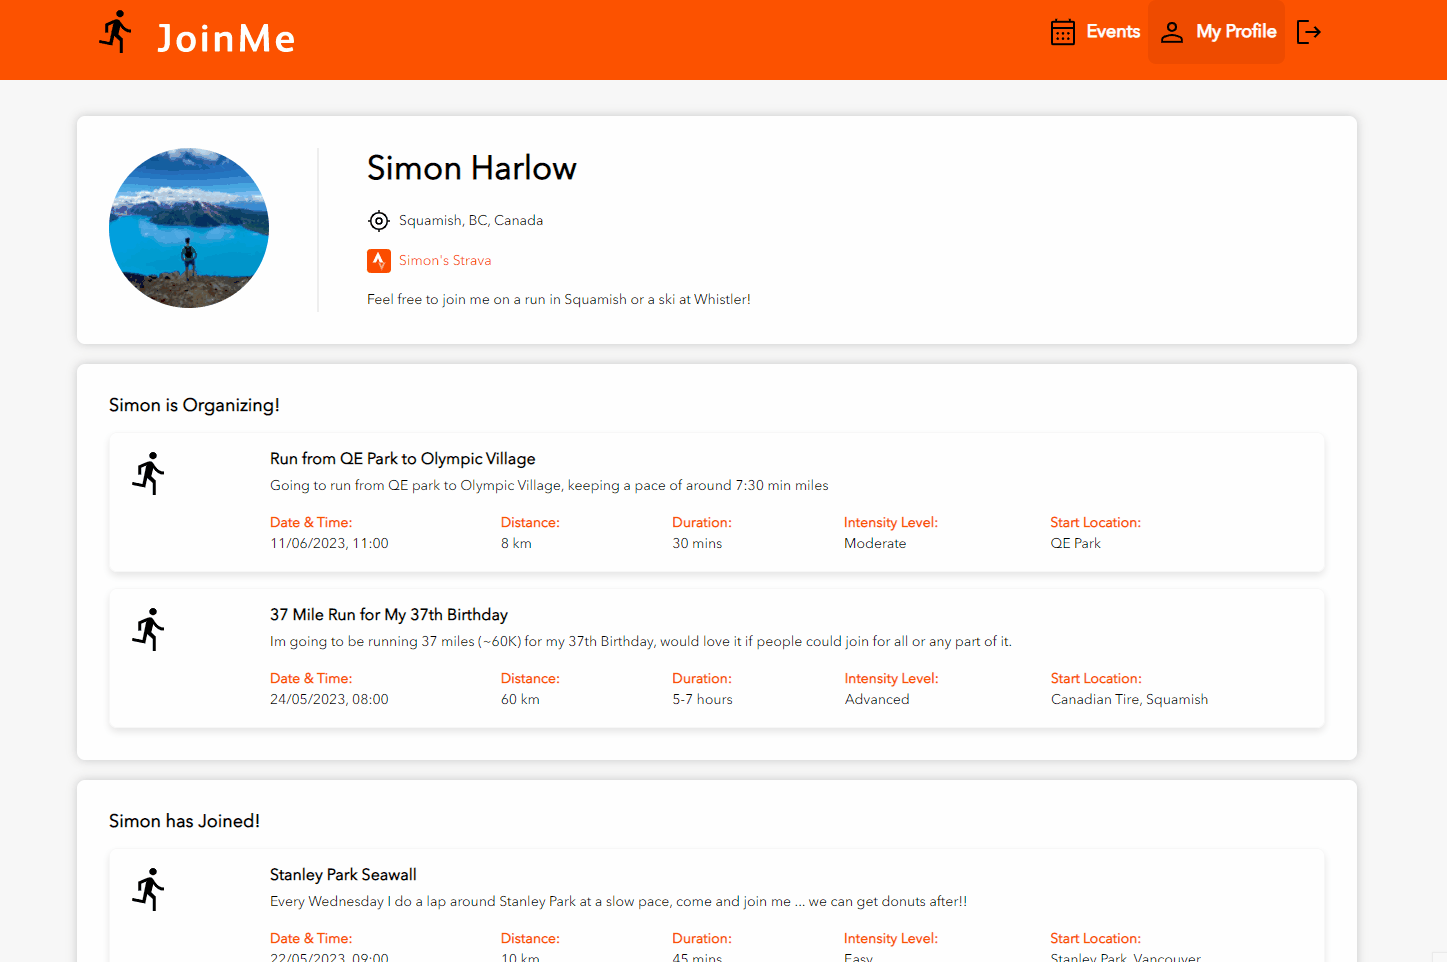 JoinMe
Events
My Profile
Simon Harlow
Squamish, BC, Canada
Simon's Strava
Feel free to join me on a run in Squamish or a ski at Whistler!
Simon is Organizing!
Run from QE Park to Olympic Village
Going to run from QE park to Olympic Village, keeping a pace of around 7:30 min miles
Date & Time: Distance: Duration: Intensity Level: Start Location:
11/06/2023, 11:00 8 km 30 mins Moderate QE Park
37 Mile Run for My 37th Birthday
Im going to be running 37 miles (~60K) for my 37th Birthday, would love it if people could join for all or any part of it.
Date & Time: Distance: Duration: Intensity Level: Start Location:
24/05/2023, 08:00 60 km 5-7 hours Advanced Canadian Tire, Squamish
Simon has Joined!
Stanley Park Seawall
Every Wednesday I do a lap around Stanley Park at a slow pace, come and join me ... we can get donuts after!!
Date & Time: Distance: Duration: Intensity Level: Start Location:
22/05/2023, 09:00 10 km 45 mins Easy Stanley Park, Vancouver